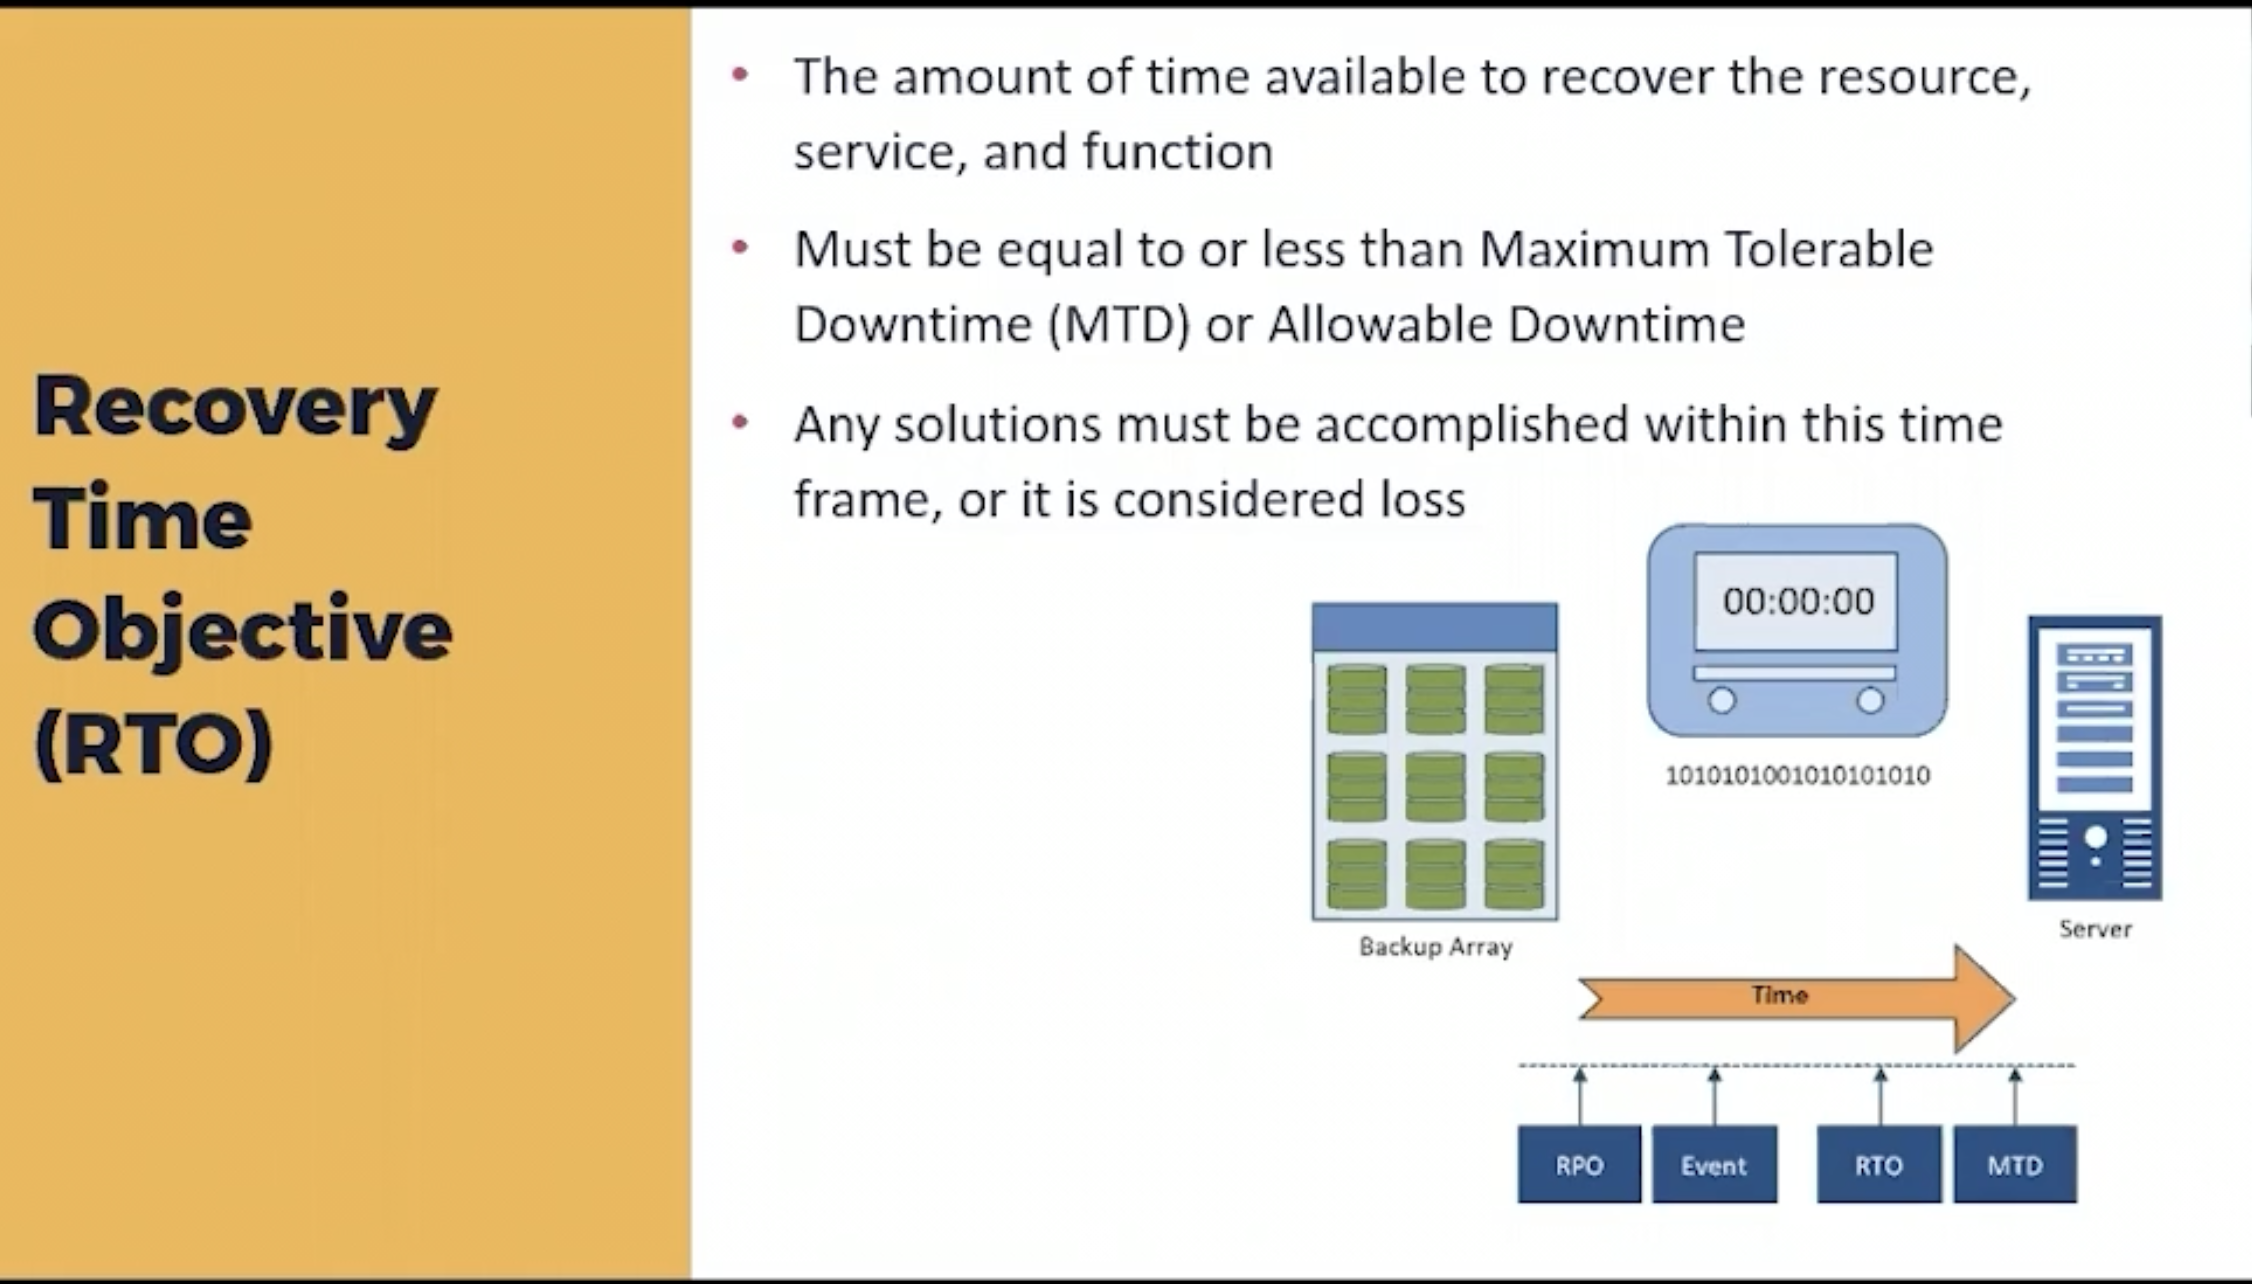 Recovery
Time
Objective
(RTO)
• The amount of time available to recover the resource,
service, and function
• Must be equal to or less than Maximum Tolerable
Downtime (MTD) or Allowable Downtime
• Any solutions must be accomplished within this time
frame, or it is considered loss
00:00:00
1010101001010101010
Backup Array
Server
Time
RPO
Event
RTO
MTD